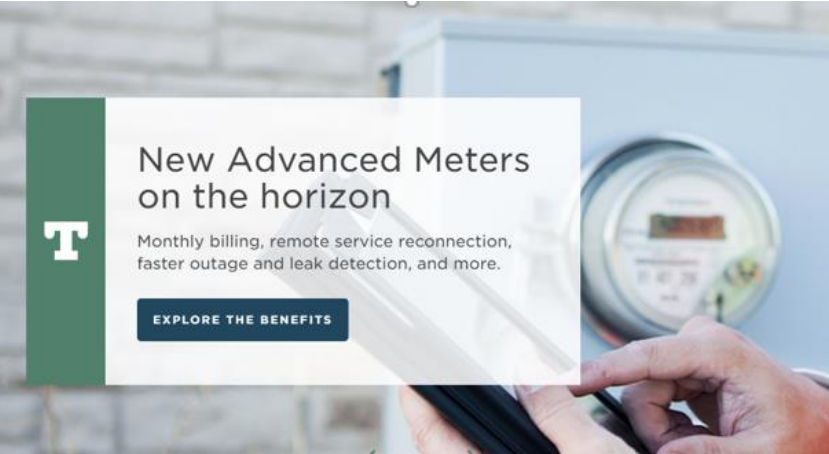 New Advanced Meters
on the horizon
T
Monthly billing, remote service reconnection,
faster outage and leak detection, and more.
EXPLORE THE BENEFITS